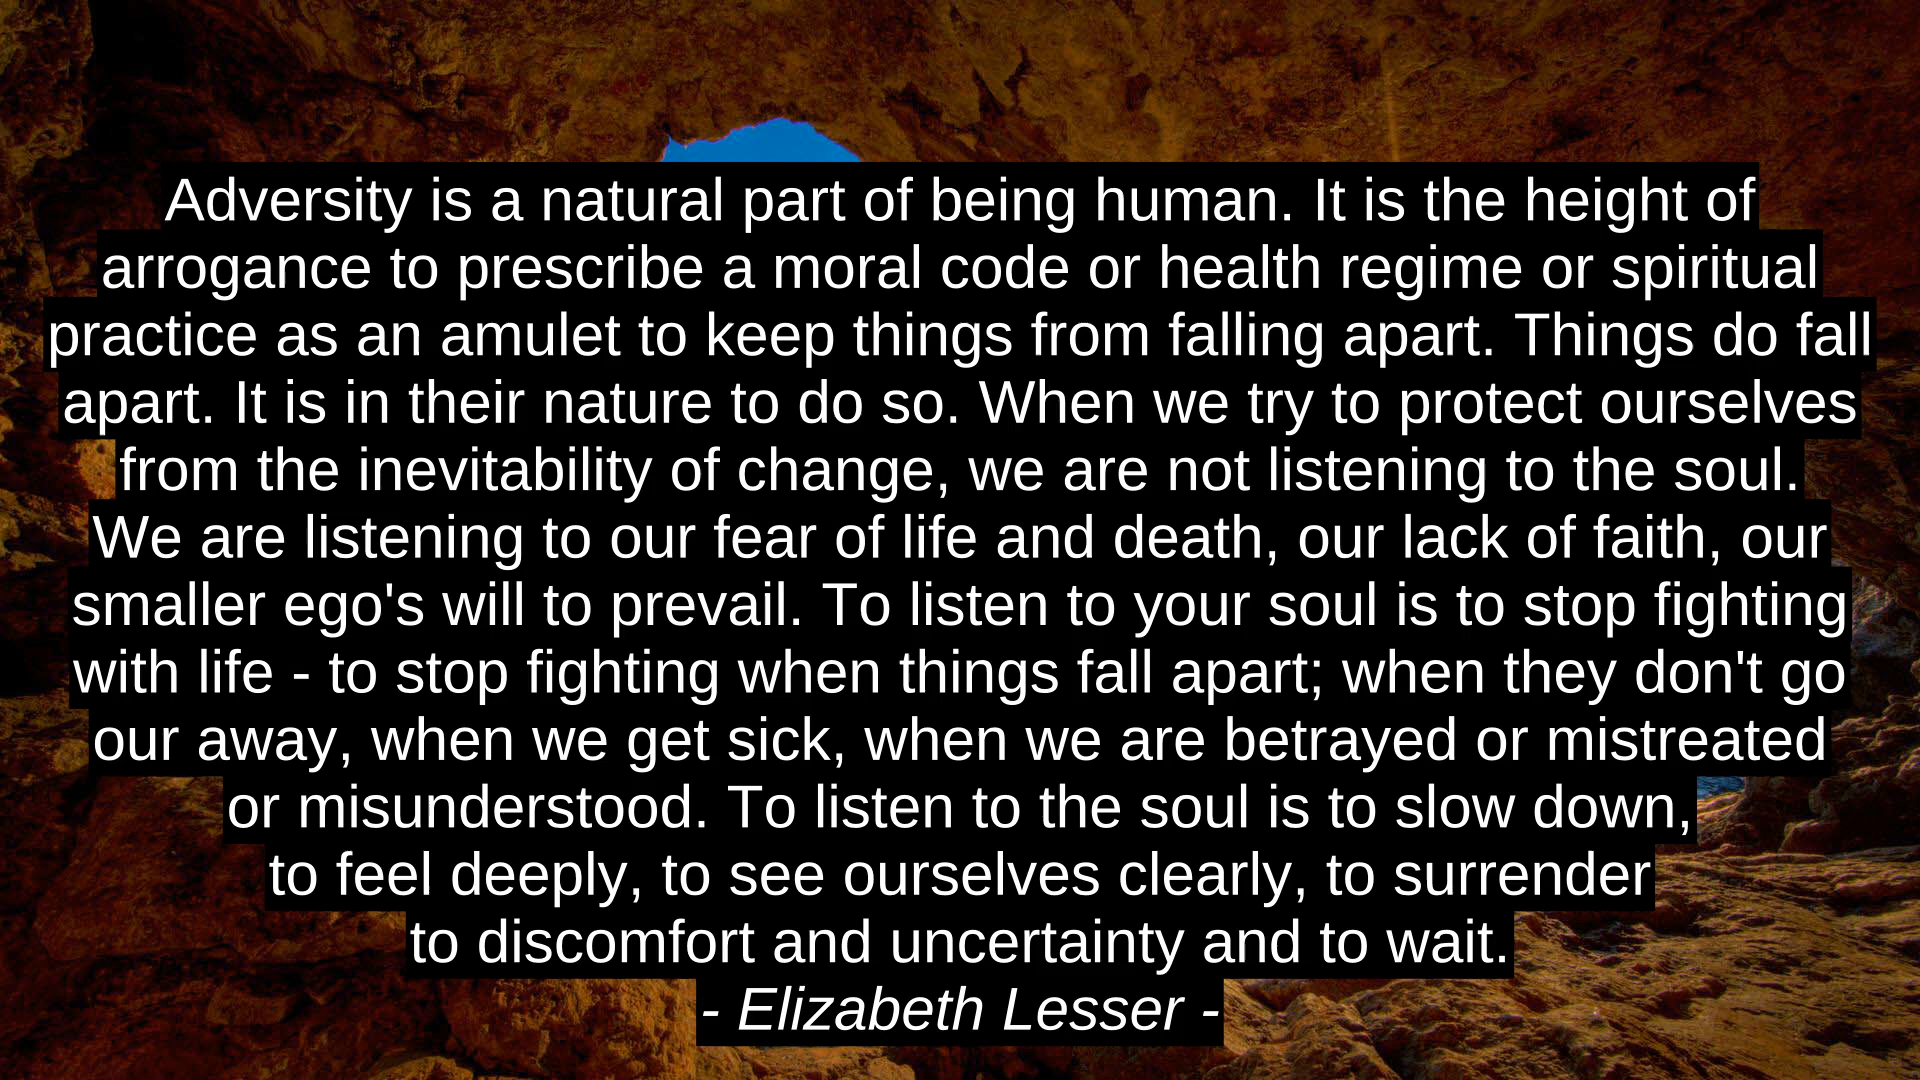 Adversity is a natural part of being human. It is the height of
arrogance to prescribe a moral code or health regime or spiritual
practice as an amulet to keep things from falling apart. Things do fall
apart. It is in their nature to do so. When we try to protect ourselves
from the inevitability of change, we are not listening to the soul.
We are listening to our fear of life and death, our lack of faith, our
smaller ego's will to prevail. To listen to your soul is to stop fighting
with life - to stop fighting when things fall apart; when they don't go
our away, when we get sick, when we are betrayed or mistreated
or misunderstood. To listen to the soul is to slow down,
to feel deeply, to see ourselves clearly, to surrender
to discomfort and uncertainty and to wait.
- Elizabeth Lesser -